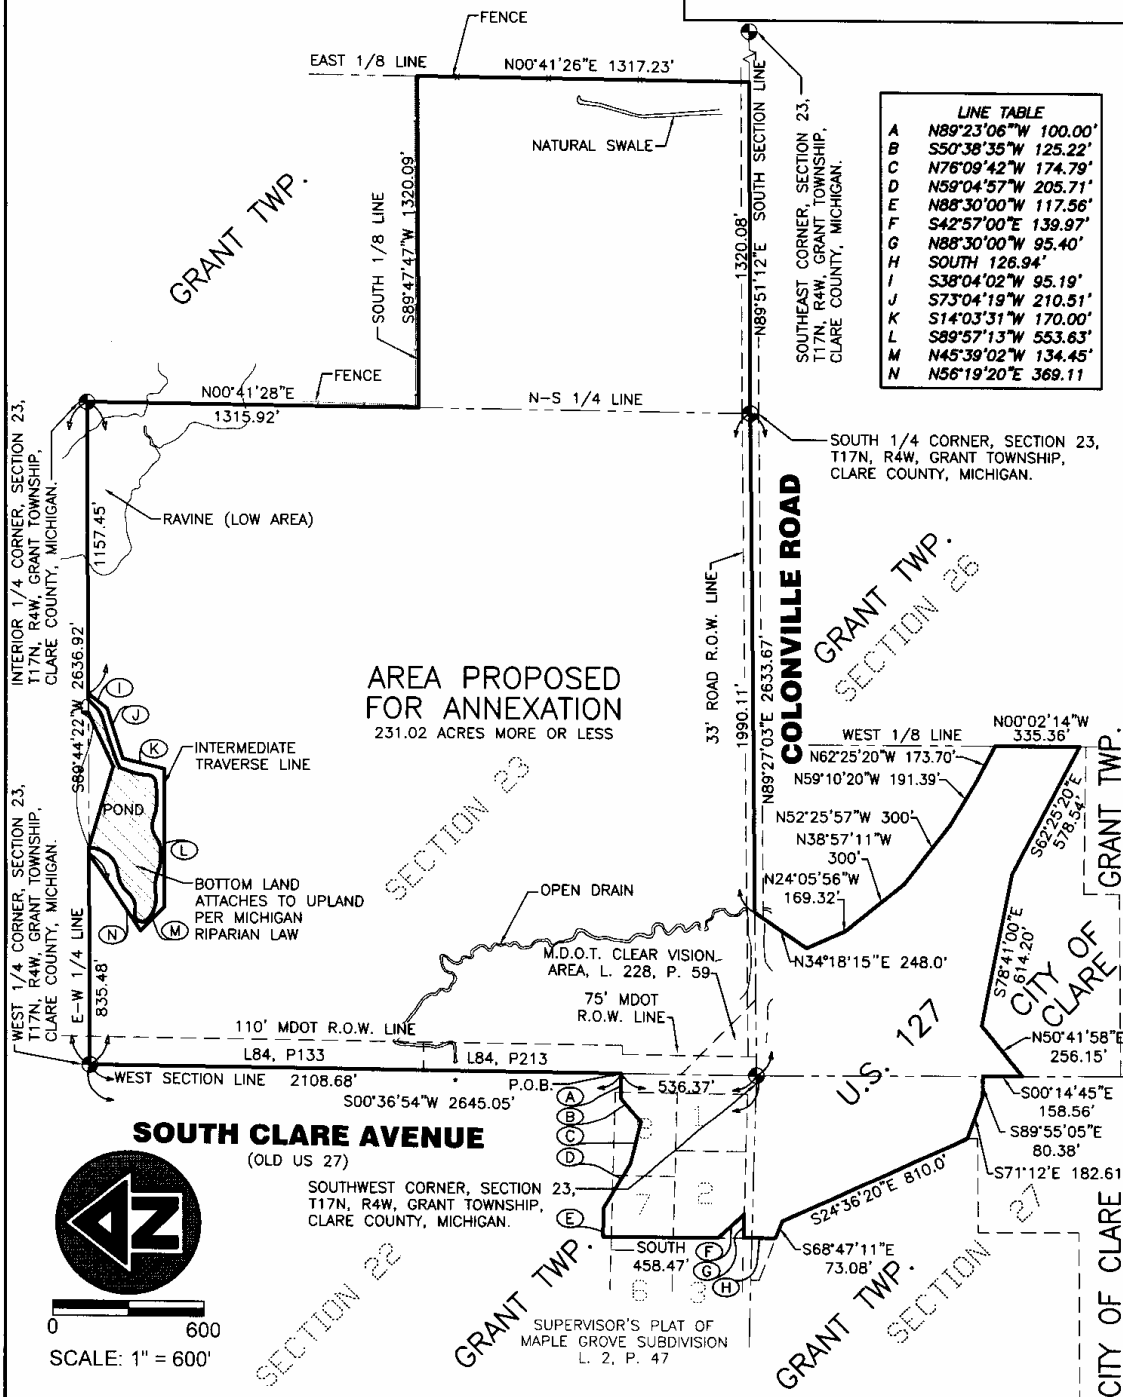 FENCE
EAST 1/8 LINE
N00°41'26"E 1317.23'
NATURAL SWALE
GRANT TWP.
SOUTH 1/8 LINE
S89°47'47"W 1320.09'
1320.08'
N89°51'12"E SOUTH SECTION LINE
SOUTHEAST CORNER, SECTION 23,
T17N, R4W, GRANT TOWNSHIP,
CLARE COUNTY, MICHIGAN.
LINE TABLE
A N89°23'06"W 100.00'
B S50°38'35"W 125.22'
C N76°09'42"W 174.79'
D N59°04'57"W 205.71'
E N88°30'00"W 117.56'
F S42°57'00"E 139.97'
G N88°30'00"W 95.40'
H SOUTH 126.94'
I S38°04'02"W 95.19'
J S73°04'19"W 210.51'
K S14°03'31"W 170.00'
L S89°57'13"W 553.63'
M N45°39'02"W 134.45'
N N56°19'20"E 369.11
FENCE
N00°41'28"E
1315.92'
N-S 1/4 LINE
SOUTH 1/4 CORNER, SECTION 23,
T17N, R4W, GRANT TOWNSHIP,
CLARE COUNTY, MICHIGAN.
INTERIOR 1/4 CORNER, SECTION 23,
T17N, R4W, GRANT TOWNSHIP,
CLARE COUNTY, MICHIGAN.
1157.45'
RAVINE (LOW AREA)
S89°44'22"W 2636.92'
AREA PROPOSED
FOR ANNEXATION
231.02 ACRES MORE OR LESS
33' ROAD R.O.W. LINE
1990.11'
N89°27'03"E 2633.67'
COLONVILLE ROAD
GRANT TWP.
SECTION 26
I
J
K
INTERMEDIATE
TRAVERSE LINE
POND
L
BOTTOM LAND
ATTACHES TO UPLAND
PER MICHIGAN
RIPARIAN LAW
N
M
SECTION 23
WEST 1/8 LINE
N00°02'14"W
335.36'
N62°25'20"W 173.70'
N59°10'20"W 191.39'
N52°25'57"W 300'
N38°57'11"W
300'
N24°05'56"W
169.32'
N34°18'15"E 248.0'
S62°25'20"E
578.54'
GRANT TWP.
S78°41'00"E
614.20'
CITY OF
CLARE
N50°41'58"E
256.15'
WEST 1/4 CORNER, SECTION 23,
T17N, R4W, GRANT TOWNSHIP,
CLARE COUNTY, MICHIGAN.
E-W 1/4 LINE
835.48'
OPEN DRAIN
M.D.O.T. CLEAR VISION
AREA, L. 228, P. 59
75' MDOT
R.O.W. LINE
110' MDOT R.O.W. LINE
L84, P133
L84, P213
WEST SECTION LINE 2108.68'
P.O.B.
536.37'
S00°36'54"W 2645.05'
U.S. 127
S00°14'45"E
158.56'
S89°55'05"E
80.38'
S71°12'E 182.61
SOUTH CLARE AVENUE
(OLD US 27)
A
B
C
D
8
1
7
2
SOUTHWEST CORNER, SECTION 23,
T17N, R4W, GRANT TOWNSHIP,
CLARE COUNTY, MICHIGAN.
E
S24°36'20"E 810.0'
N
SOUTH
458.47'
F
G
H
S68°47'11"E
73.08'
6
3
SECTION 22
GRANT TWP.
SUPERVISOR'S PLAT OF
MAPLE GROVE SUBDIVISION
L. 2, P. 47
GRANT TWP.
SECTION 27
CITY OF CLARE
0 600
SCALE: 1" = 600'